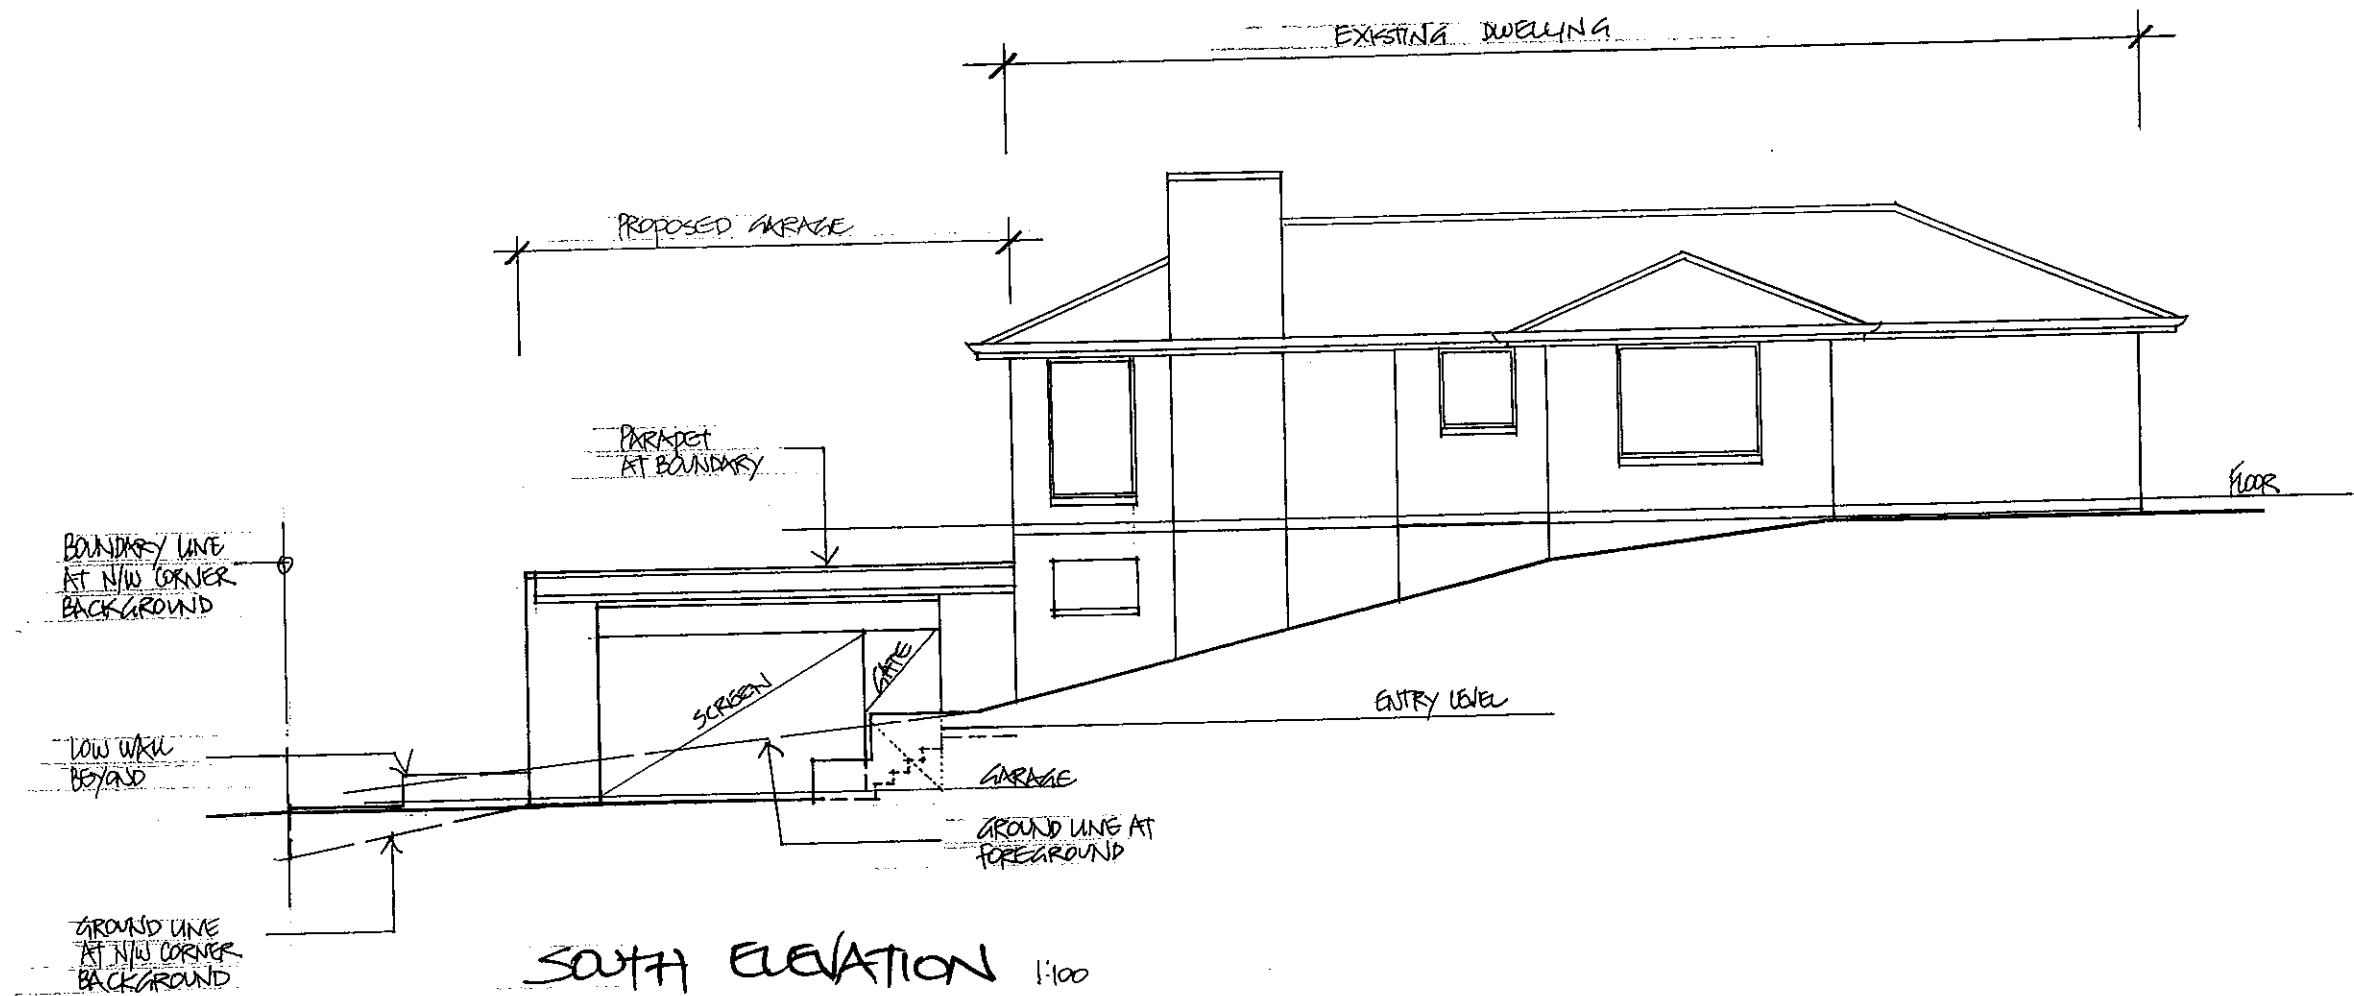 EXISTING DWELLING
PROPOSED GARAGE
PARAPET
AT BOUNDARY
FLOOR
BOUNDARY LINE
AT N/W CORNER
BACKGROUND
SCREEN
GATE
ENTRY LEVEL
LOW WALL
BEYOND
GARAGE
GROUND LINE AT
FOREGROUND
GROUND LINE
AT N/W CORNER
BACKGROUND
SOUTH ELEVATION 1:100